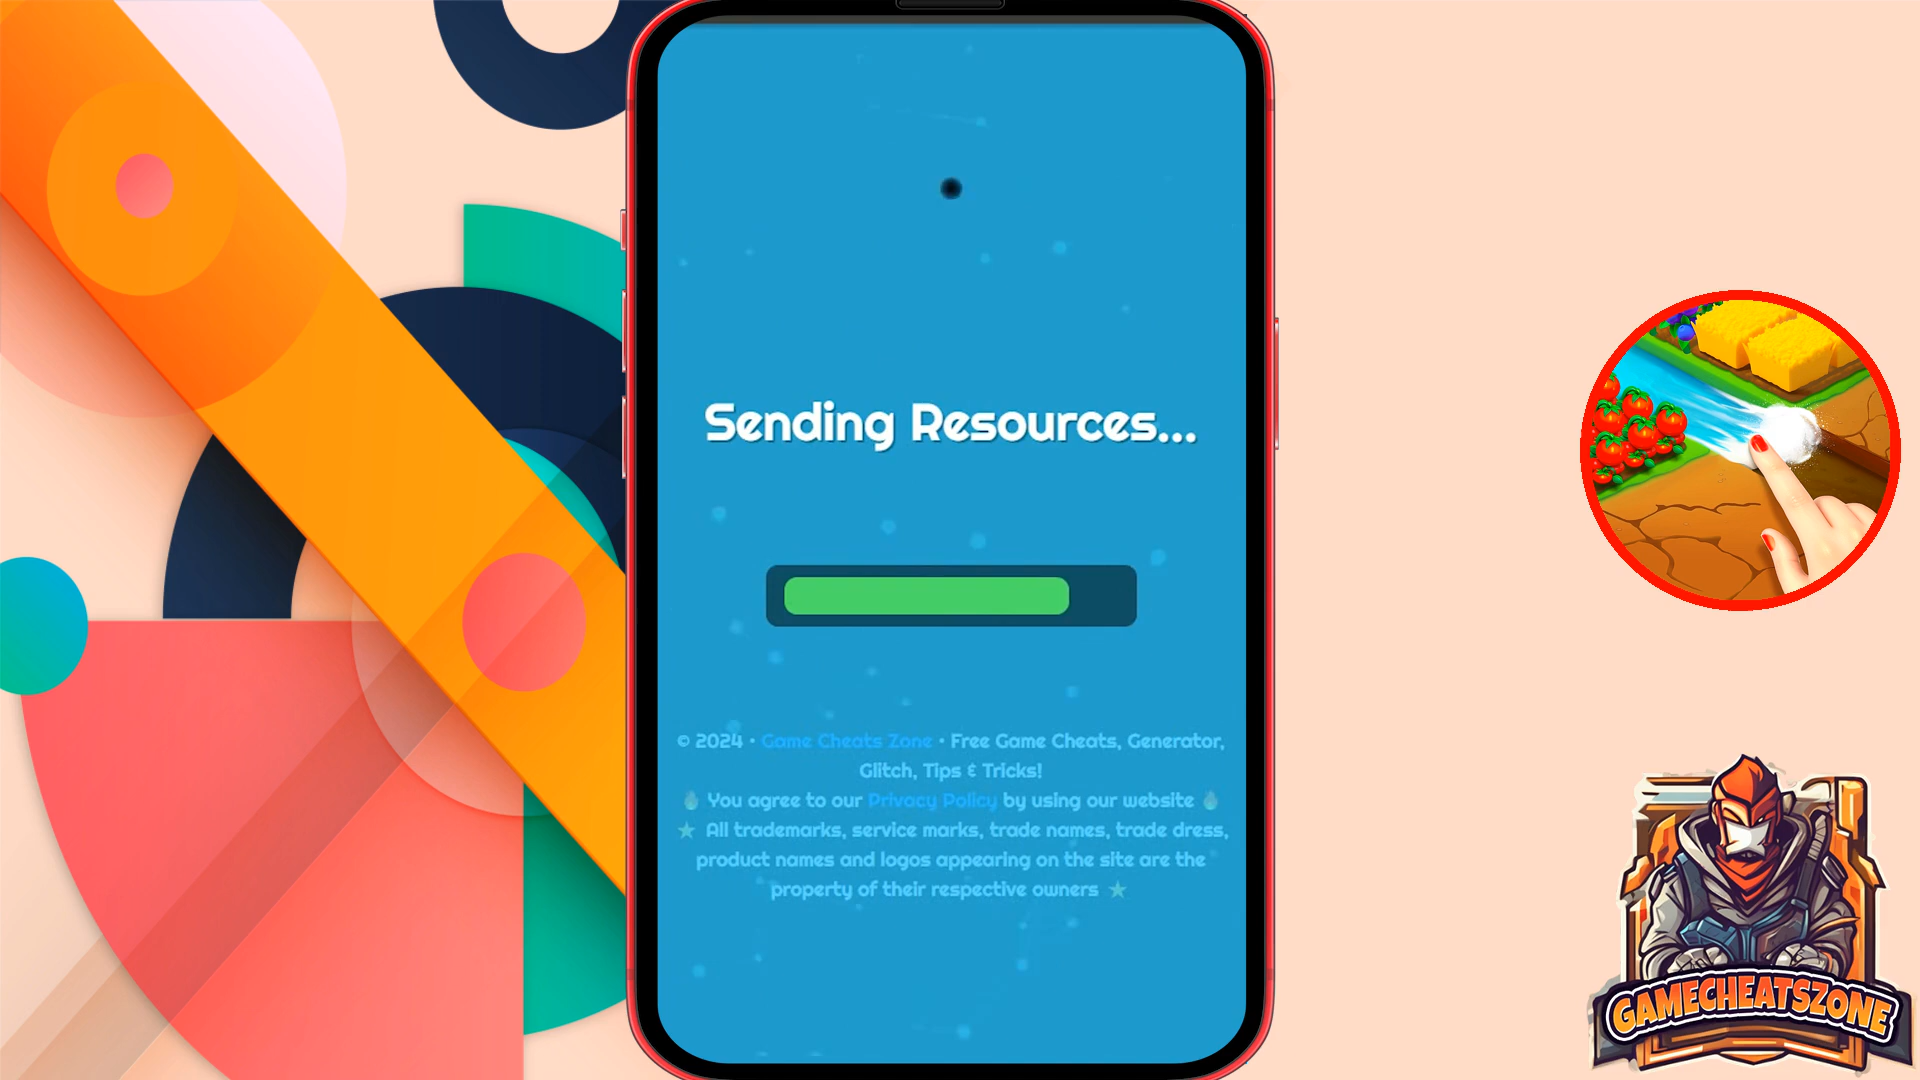 Sending Resources...
© 2024 • Game Cheats Zone • Free Game Cheats, Generator,
Glitch, Tips & Tricks!
🔥 You agree to our Privacy Policy by using our website 🔥
★ All trademarks, service marks, trade names, trade dress,
product names and logos appearing on the site are the
property of their respective owners ★
GAMECHEATSZONE